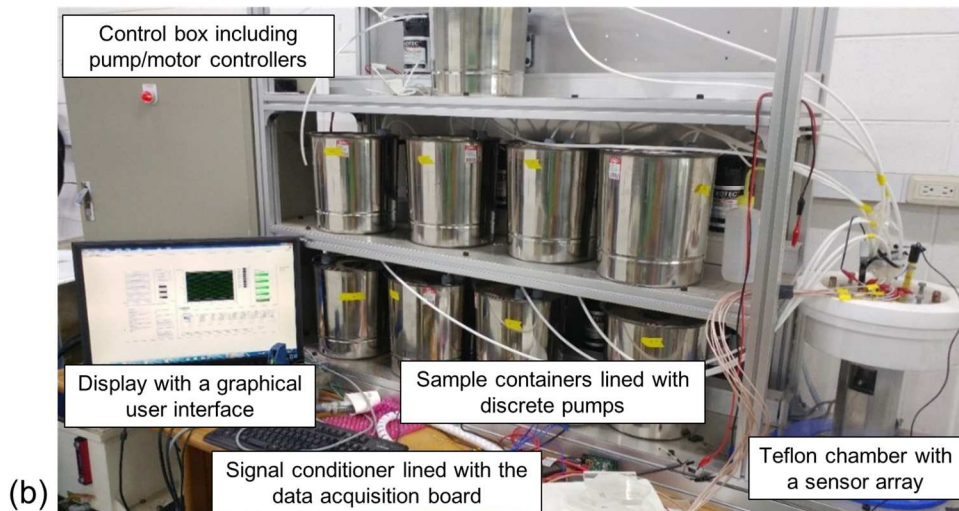 Control box including
pump/motor controllers
Display with a graphical
user interface
Sample containers lined with
discrete pumps
Signal conditioner lined with the
data acquisition board
Teflon chamber with
a sensor array
(b)